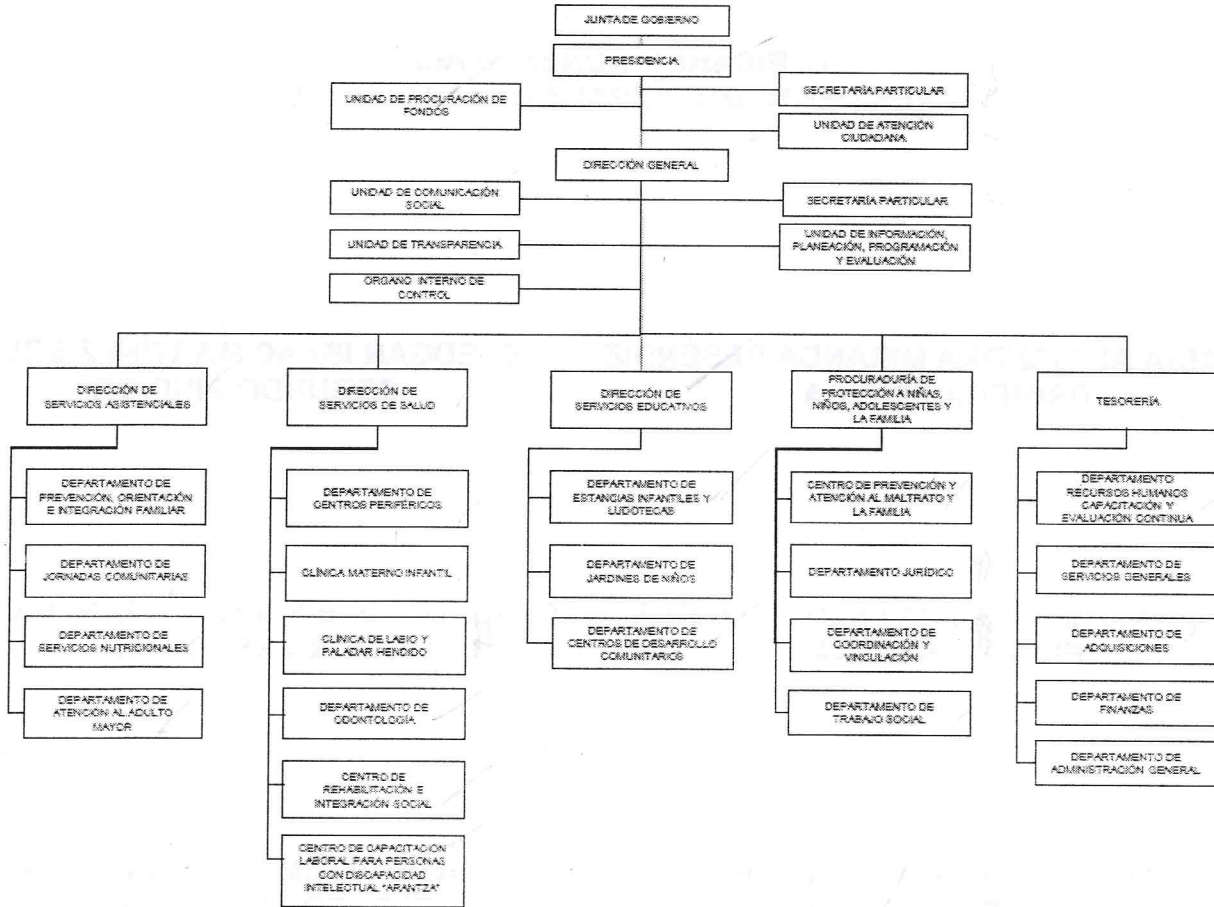 JUNTA DE GOBIERNO
PRESIDENCIA
UNIDAD DE PROCURACIÓN DE
FONDOS
SECRETARÍA PARTICULAR
UNIDAD DE ATENCIÓN
CIUDADANA
DIRECCIÓN GENERAL
UNIDAD DE COMUNICACIÓN
SOCIAL
SECRETARÍA PARTICULAR
UNIDAD DE TRANSPARENCIA
UNIDAD DE INFORMACIÓN,
PLANEACIÓN, PROGRAMACIÓN
Y EVALUACIÓN
ORGANO INTERNO DE
CONTROL
DIRECCIÓN DE
SERVICIOS ASISTENCIALES
DIRECCIÓN DE
SERVICIOS DE SALUD
DIRECCIÓN DE
SERVICIOS EDUCATIVOS
PROCURADURÍA DE
PROTECCIÓN A NIÑAS,
NIÑOS, ADOLESCENTES Y
LA FAMILIA
TESORERÍA
DEPARTAMENTO DE
PREVENCIÓN, ORIENTACIÓN
E INTEGRACIÓN FAMILIAR
DEPARTAMENTO DE
JORNADAS COMUNITARIAS
DEPARTAMENTO DE
SERVICIOS NUTRICIONALES
DEPARTAMENTO DE
ATENCIÓN AL ADULTO
MAYOR
DEPARTAMENTO DE
CENTROS PERIFÉRICOS
CLÍNICA MATERNO INFANTIL
CLÍNICA DE LABIO Y
PALADAR HENDIDO
DEPARTAMENTO DE
ODONTOLOGÍA
CENTRO DE
REHABILITACIÓN E
INTEGRACIÓN SOCIAL
CENTRO DE CAPACITACIÓN
LABORAL PARA PERSONAS
CON DISCAPACIDAD
INTELECTUAL "ARANTZA"
DEPARTAMENTO DE
ESTANCIAS INFANTILES Y
LUDOTECAS
DEPARTAMENTO DE
JARDINES DE NIÑOS
DEPARTAMENTO DE
CENTROS DE DESARROLLO
COMUNITARIOS
CENTRO DE PREVENCIÓN Y
ATENCIÓN AL MALTRATO Y
LA FAMILIA
DEPARTAMENTO JURÍDICO
DEPARTAMENTO DE
COORDINACIÓN Y
VINCULACIÓN
DEPARTAMENTO DE
TRABAJO SOCIAL
DEPARTAMENTO
RECURSOS HUMANOS
CAPACITACIÓN Y
EVALUACIÓN CONTINUA
DEPARTAMENTO DE
SERVICIOS GENERALES
DEPARTAMENTO DE
ADQUISICIONES
DEPARTAMENTO DE
FINANZAS
DEPARTAMENTO DE
ADMINISTRACIÓN GENERAL